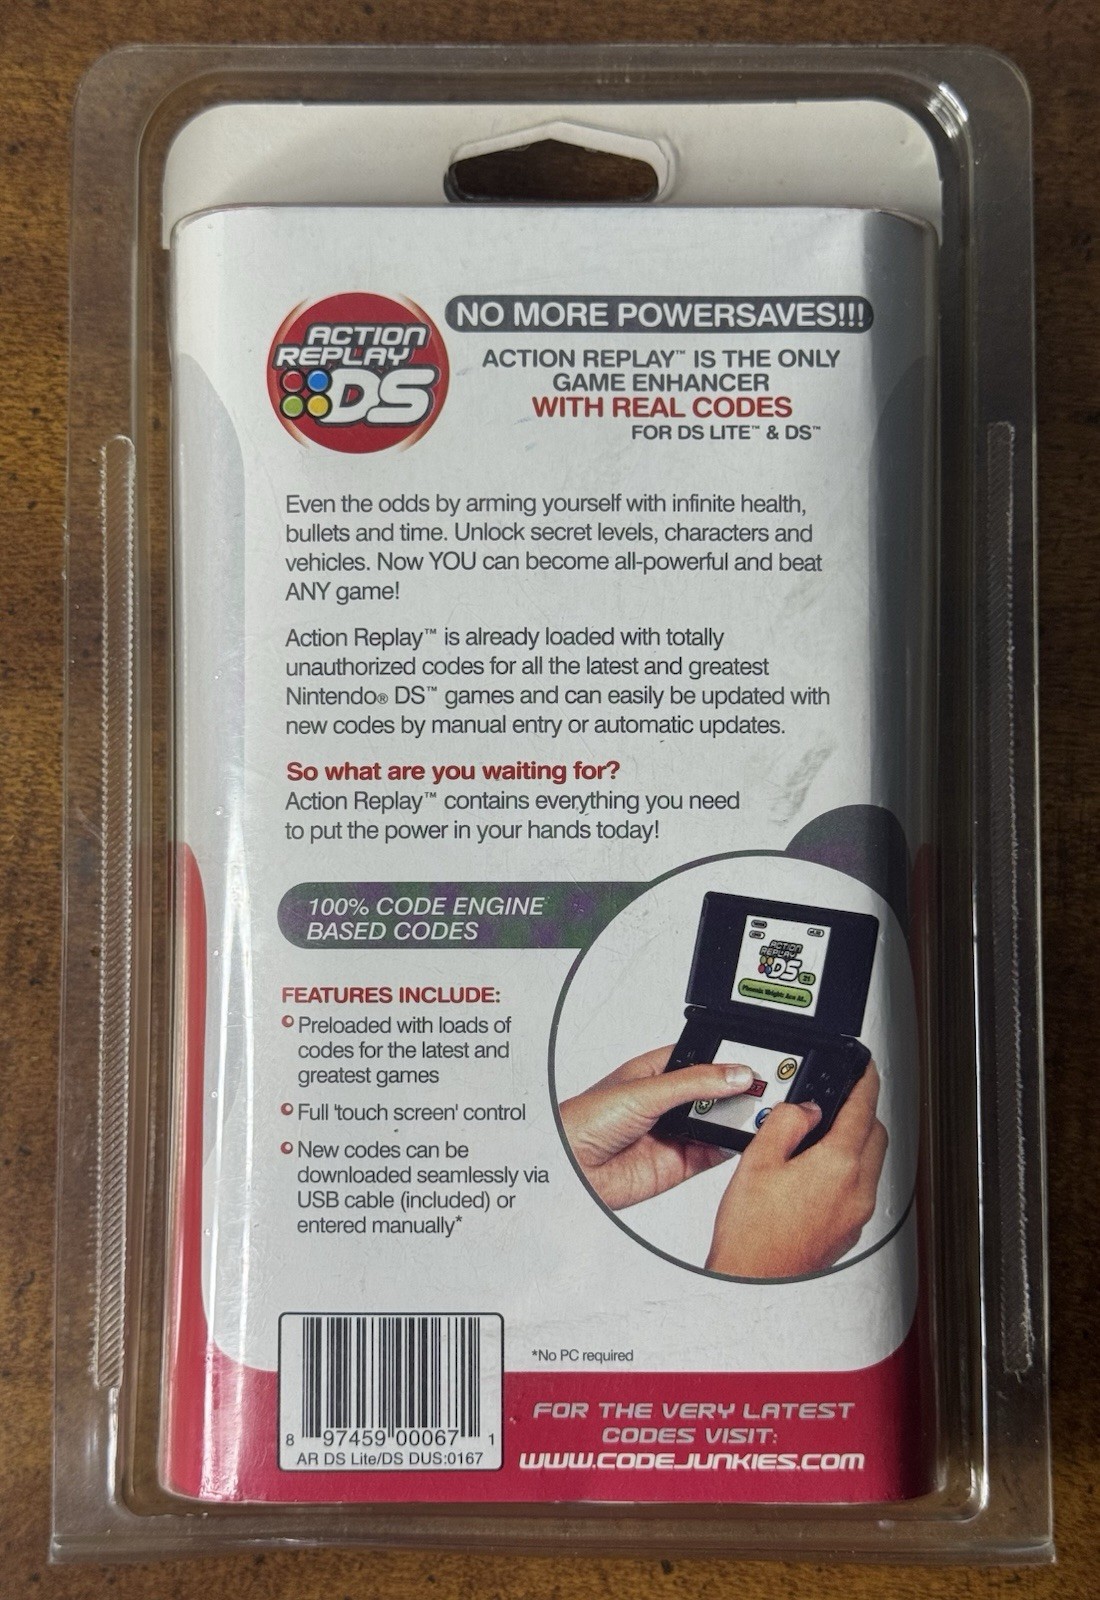 ACTION
REPLAY
DS
NO MORE POWERSAVES!!!
ACTION REPLAY™ IS THE ONLY
GAME ENHANCER
WITH REAL CODES
FOR DS LITE™ & DS™
Even the odds by arming yourself with infinite health,
bullets and time. Unlock secret levels, characters and
vehicles. Now YOU can become all-powerful and beat
ANY game!
Action Replay™ is already loaded with totally
unauthorized codes for all the latest and greatest
Nintendo® DS™ games and can easily be updated with
new codes by manual entry or automatic updates.
So what are you waiting for?
Action Replay™ contains everything you need
to put the power in your hands today!
100% CODE ENGINE
BASED CODES
ACTION
REPLAY
DS
21
FEATURES INCLUDE:
Preloaded with loads of
codes for the latest and
greatest games
Full 'touch screen' control
New codes can be
downloaded seamlessly via
USB cable (included) or
entered manually*
8 97459 00067 1
AR DS Lite/DS DUS:0167
*No PC required
FOR THE VERY LATEST
CODES VISIT:
WWW.CODEJUNKIES.COM